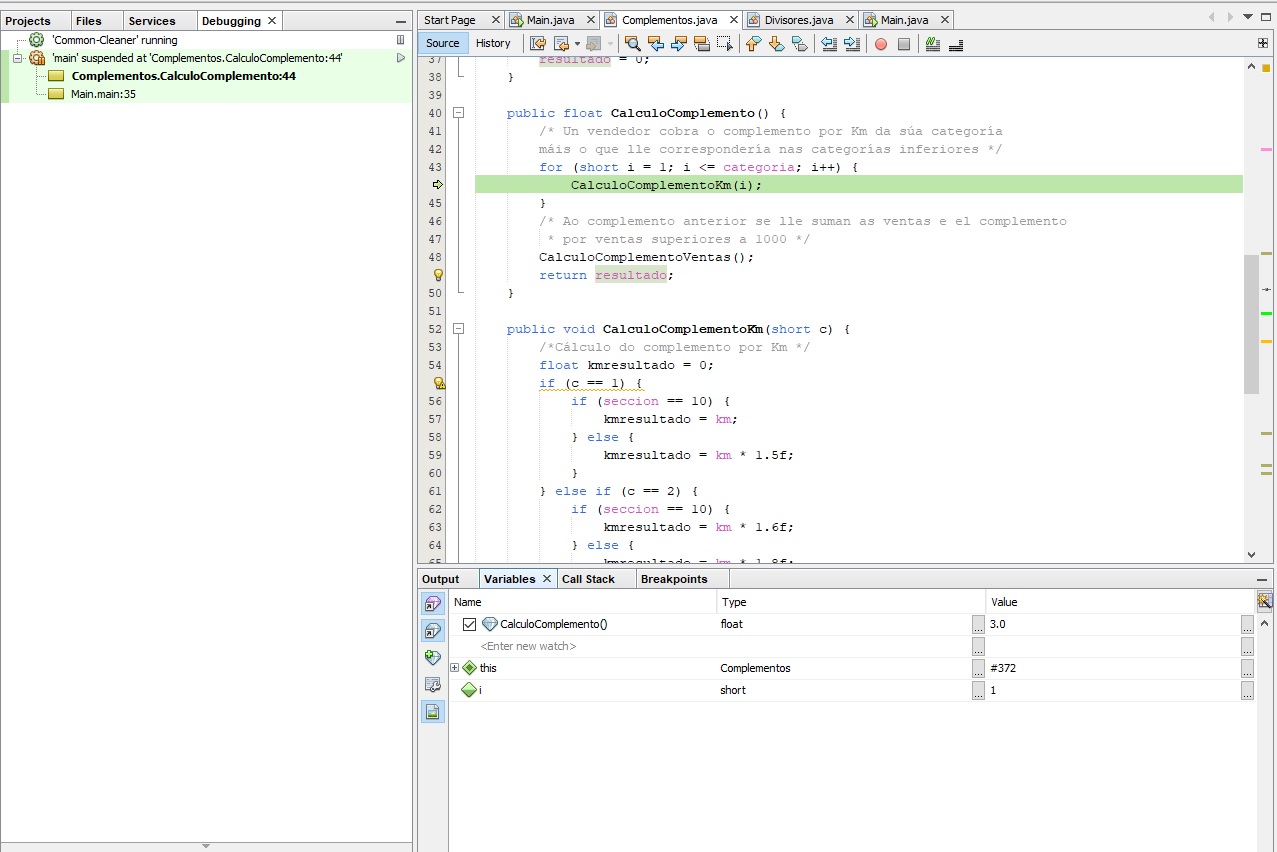 Projects Files Services Debugging
'Common-Cleaner' running
'main' suspended at 'Complementos.CalculoComplemento:44'
Complementos.CalculoComplemento:44
Main.main:35
Start Page Main.java Complementos.java Divisores.java Main.java
Source History
37 resultado = 0;
38 }
39
40 public float CalculoComplemento() {
41 /* Un vendedor cobra o complemento por Km da súa categoría
42 máis o que lle correspondería nas categorías inferiores */
43 for (short i = 1; i <= categoria; i++) {
CalculoComplementoKm(i);
45 }
46 /* Ao complemento anterior se lle suman as ventas e el complemento
47 * por ventas superiores a 1000 */
48 CalculoComplementoVentas();
return resultado;
50 }
51
52 public void CalculoComplementoKm(short c) {
53 /*Cálculo do complemento por Km */
54 float kmresultado = 0;
if (c == 1) {
56 if (seccion == 10) {
57 kmresultado = km;
58 } else {
59 kmresultado = km * 1.5f;
60 }
61 } else if (c == 2) {
62 if (seccion == 10) {
63 kmresultado = km * 1.6f;
64 } else {
65 kmresultado = km * 1.8f;
Output Variables Call Stack Breakpoints
Name Type Value
CalculoComplemento() float ... 3.0 ...
<Enter new watch> ... ...
this Complementos ... #372 ...
i short ... 1 ...